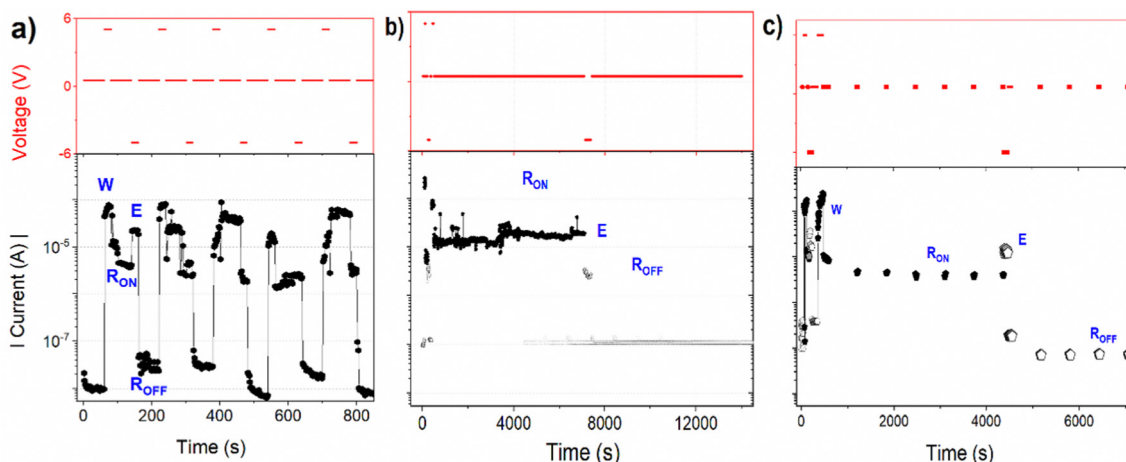 a)
Voltage (V)
6
0
-6
| Current (A) |
10⁻⁵
10⁻⁷
W
E
R_ON
R_OFF
0 200 400 600 800
Time (s)
b)
R_ON
E
R_OFF
0 4000 8000 12000
Time (s)
c)
W
R_ON
E
R_OFF
0 2000 4000 6000
Time (s)